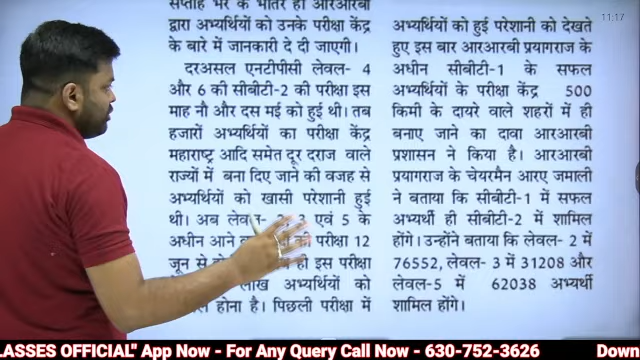 सप्ताह भर के भीतर ही आरआरबी
द्वारा अभ्यर्थियों को उनके परीक्षा केंद्र
के बारे में जानकारी दे दी जाएगी।
दरअसल एनटीपीसी लेवल- 4
और 6 की सीबीटी-2 की परीक्षा इस
माह नौ और दस मई को हुई थी। तब
हजारों अभ्यर्थियों का परीक्षा केंद्र
महाराष्ट्र आदि समेत दूर दराज वाले
राज्यों में बना दिए जाने की वजह से
अभ्यर्थियों को खासी परेशानी हुई
थी। अब 3 एवं 5 के
अधीन आने की परीक्षा 12
जून से ही इस परीक्षा
लाख अभ्यर्थियों को
होना है। पिछली परीक्षा में
अभ्यर्थियों को हुई परेशानी को देखते
हुए इस बार आरआरबी प्रयागराज के
अधीन सीबीटी-1 के सफल
अभ्यर्थियों के परीक्षा केंद्र 500
किमी के दायरे वाले शहरों में ही
बनाए जाने का दावा आरआरबी
प्रशासन ने किया है। आरआरबी
प्रयागराज के चेयरमैन आरए जमाली
ने बताया कि सीबीटी-1 में सफल
अभ्यर्थी ही सीबीटी-2 में शामिल
होंगे। उन्होंने बताया कि लेवल- 2 में
76552, लेवल- 3 में 31208 और
लेवल-5 में 62038 अभ्यर्थी
शामिल होंगे।
11:17
LASSES OFFICIAL" App Now - For Any Query Call Now - 630-752-3626 Down